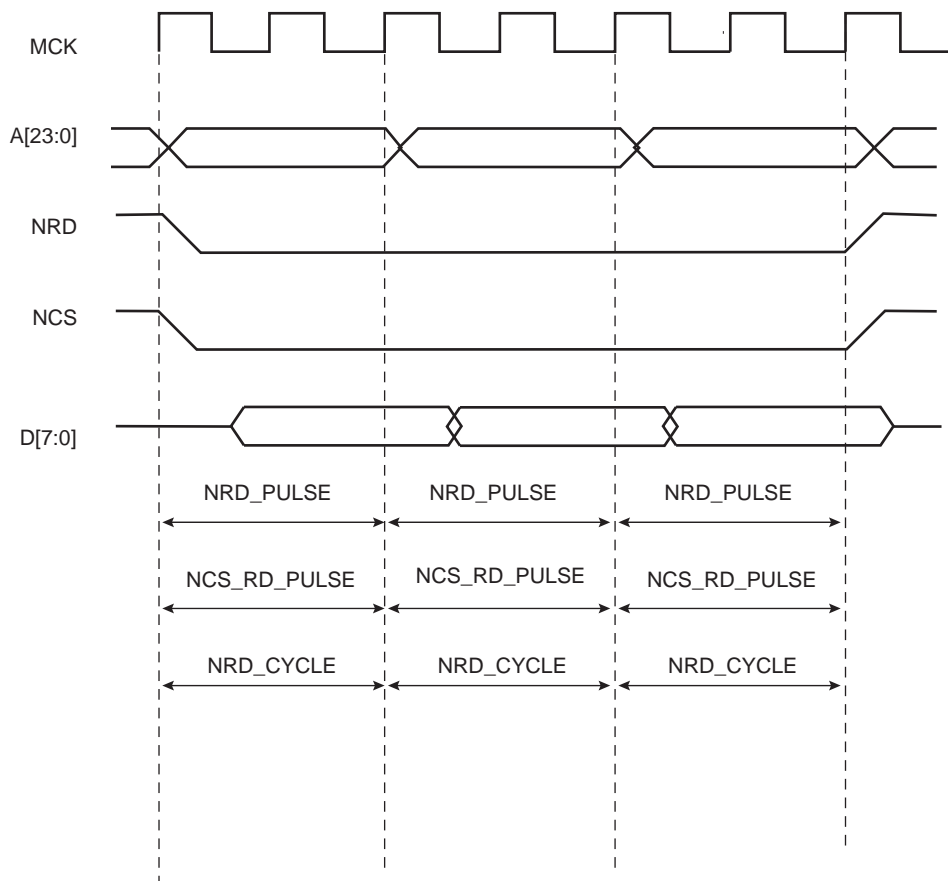 MCK
A[23:0]
NRD
NCS
D[7:0]
NRD_PULSE NRD_PULSE NRD_PULSE
NCS_RD_PULSE NCS_RD_PULSE NCS_RD_PULSE
NRD_CYCLE NRD_CYCLE NRD_CYCLE